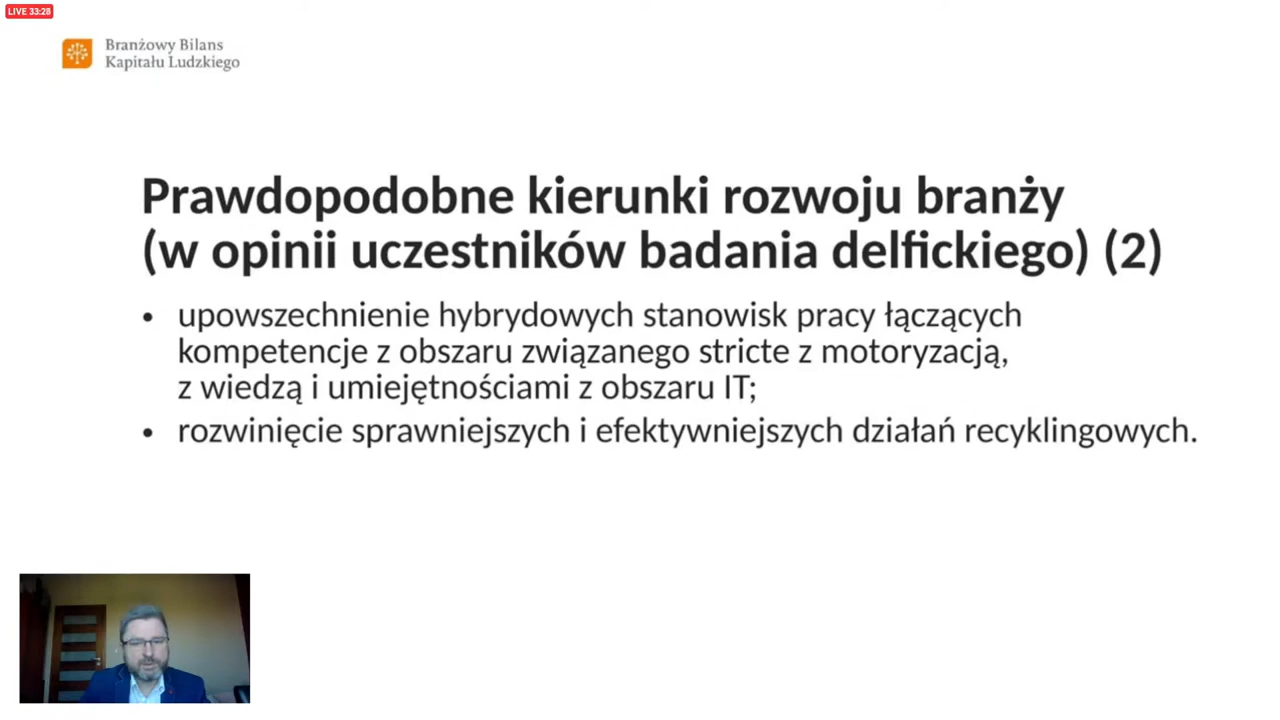 LIVE 33:28
Branżowy Bilans
Kapitału Ludzkiego
Prawdopodobne kierunki rozwoju branży
(w opinii uczestników badania delfickiego) (2)
• upowszechnienie hybrydowych stanowisk pracy łączących
kompetencje z obszaru związanego stricte z motoryzacją,
z wiedzą i umiejętnościami z obszaru IT;
• rozwinięcie sprawniejszych i efektywniejszych działań recyklingowych.